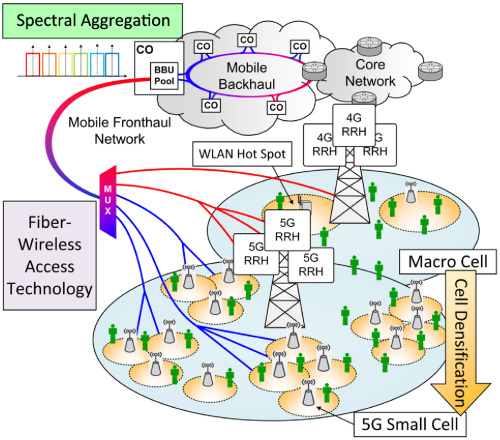 Spectral Aggregation
CO
BBU
Pool
CO
CO
CO
CO
CO
Mobile
Backhaul
Core
Network
Mobile Fronthaul
Network
WLAN Hot Spot
4G
RRH
4G
RRH
G
RH
MUX
Fiber-
Wireless
Access
Technology
5G
RRH
5G
RRH
5G
RRH
Macro Cell
Cell Densification
5G Small Cell